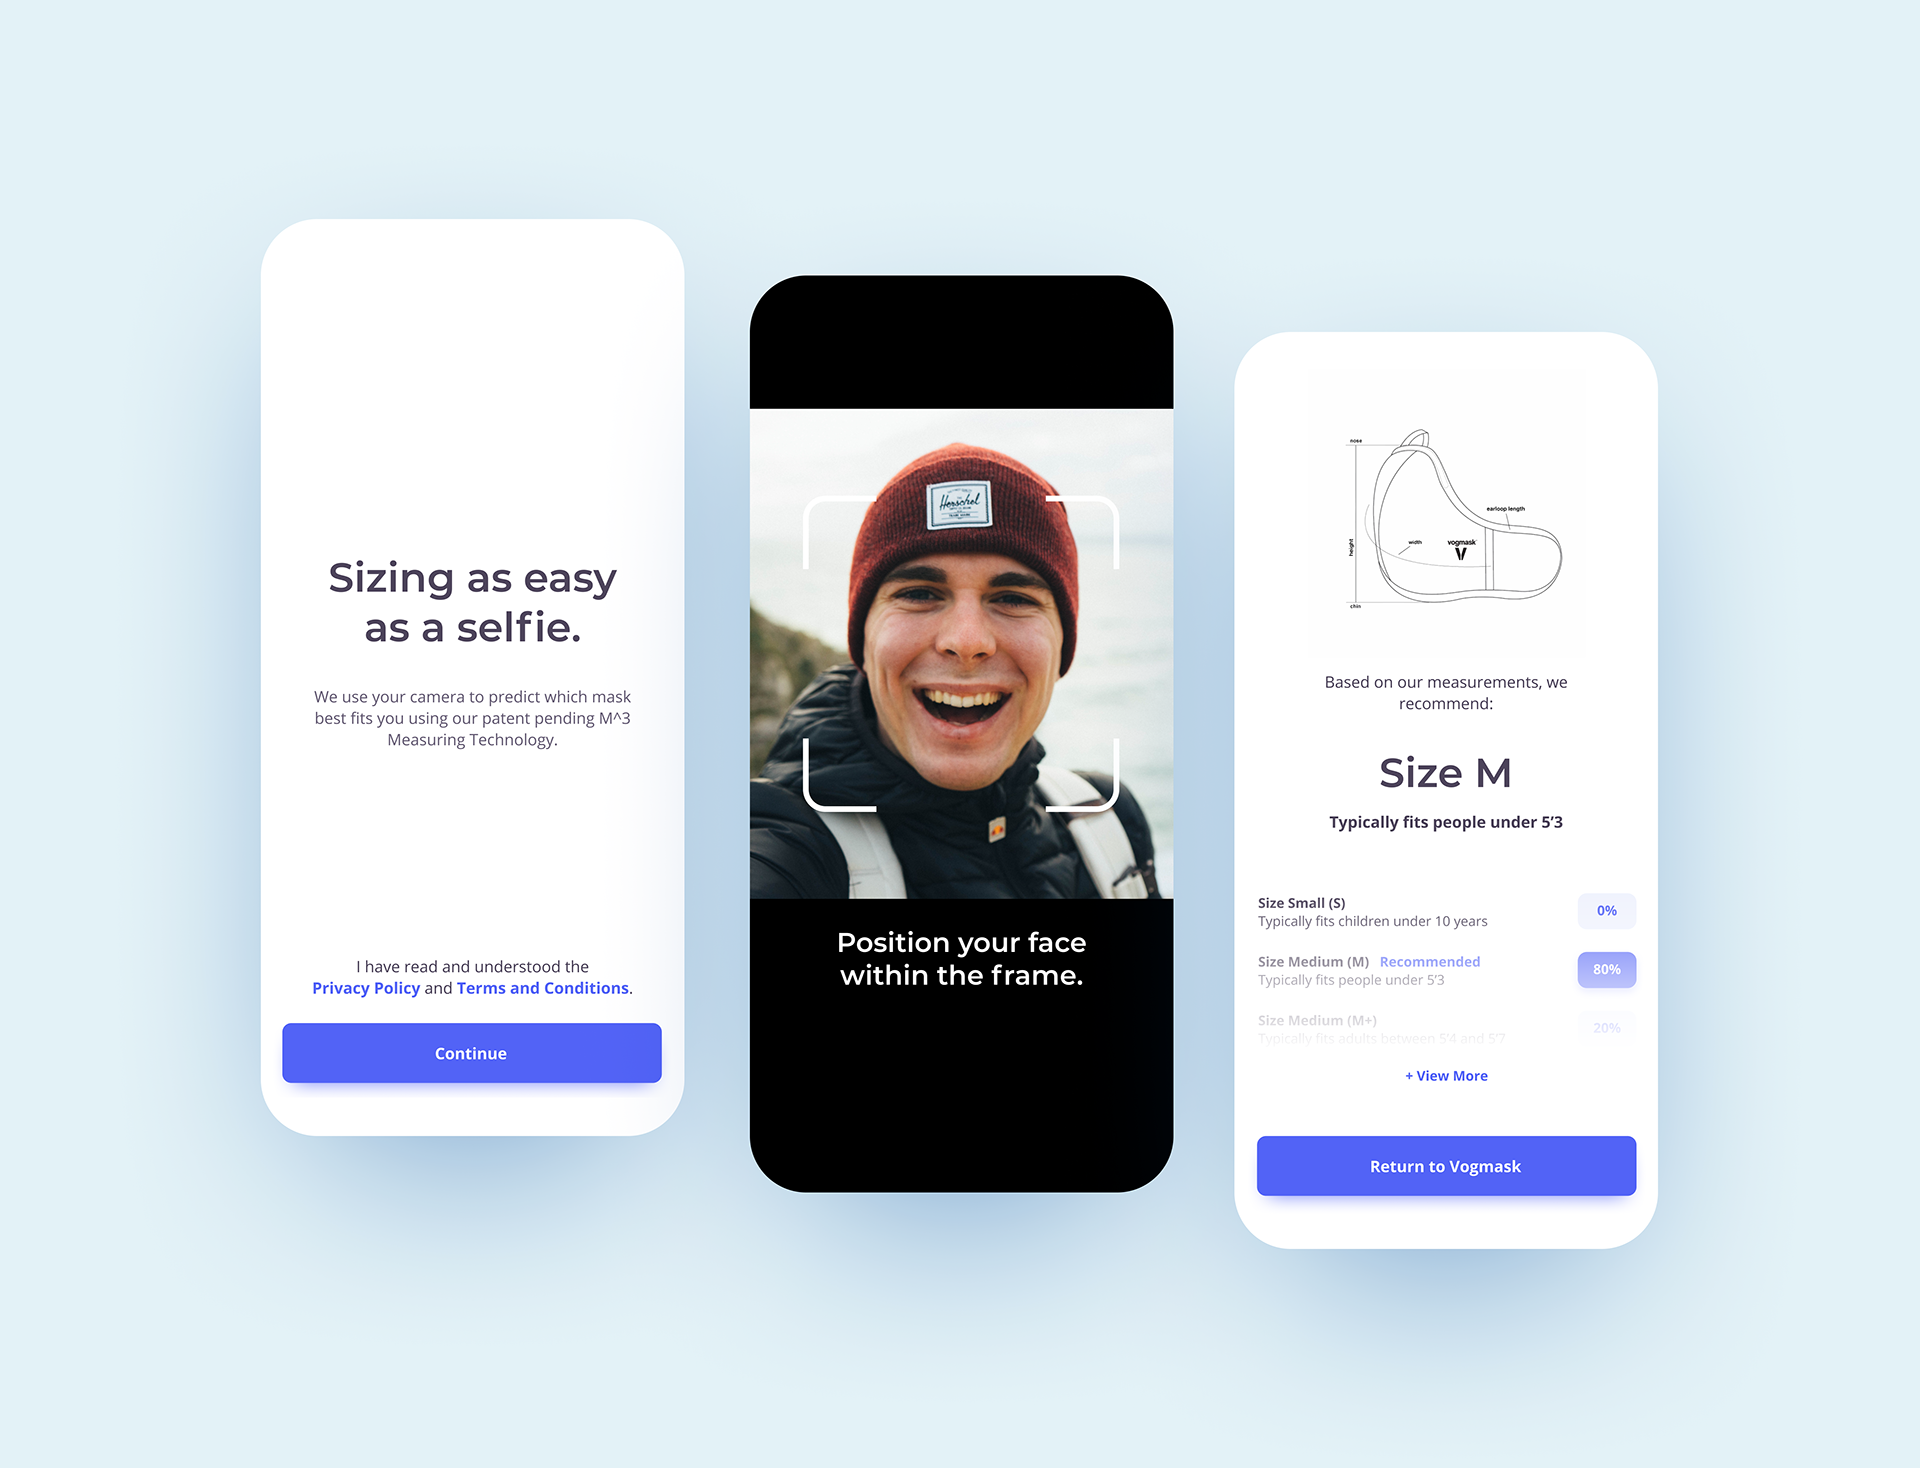 Sizing as easy
as a selfie.
We use your camera to predict which mask
best fits you using our patent pending M^3
Measuring Technology.
I have read and understood the
Privacy Policy and Terms and Conditions.
Continue
Herschel
Position your face
within the frame.
nose
earloop length
width
vogmask
height
chin
Based on our measurements, we
recommend:
Size M
Typically fits people under 5’3
Size Small (S)
0%
Typically fits children under 10 years
Size Medium (M) Recommended
80%
Typically fits people under 5’3
Size Medium (M+)
20%
Typically fits adults between 5’4 and 5’7
+ View More
Return to Vogmask